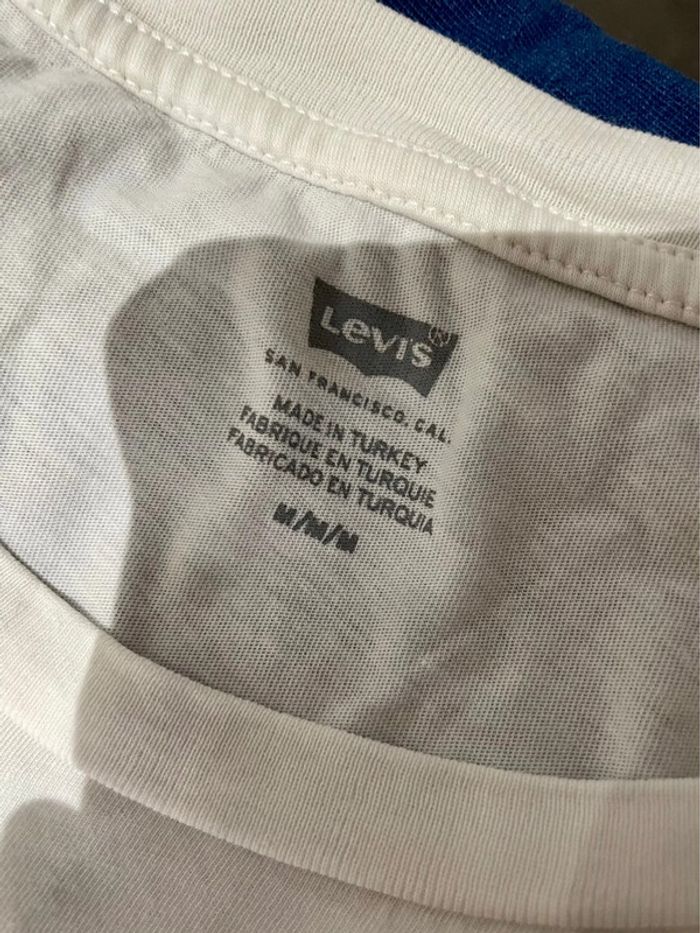 Levi's®
SAN FRANCISCO, CAL.
MADE IN TURKEY
FABRIQUE EN TURQUIE
FABRICADO EN TURQUIA
M/M/M